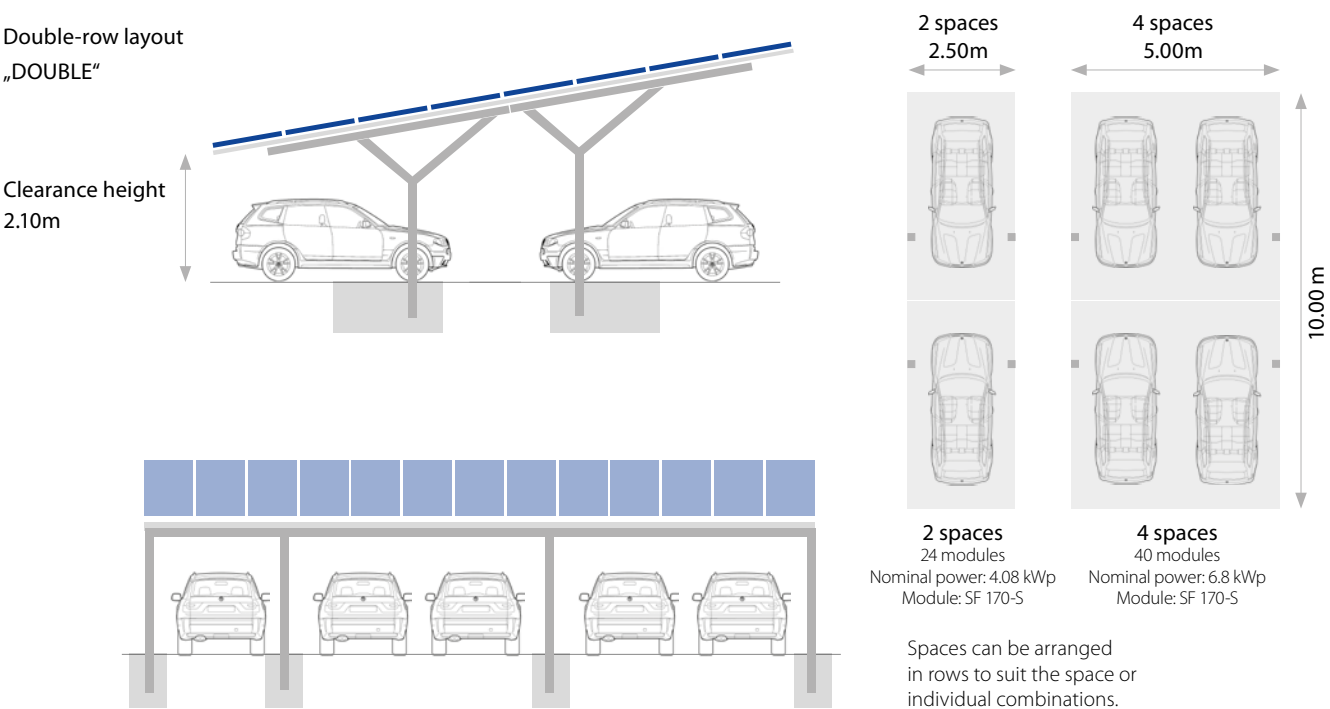 Double-row layout
„DOUBLE“
Clearance height
2.10m
2 spaces
2.50m
4 spaces
5.00m
10.00 m
2 spaces
24 modules
Nominal power: 4.08 kWp
Module: SF 170-S
4 spaces
40 modules
Nominal power: 6.8 kWp
Module: SF 170-S
Spaces can be arranged
in rows to suit the space or
individual combinations.